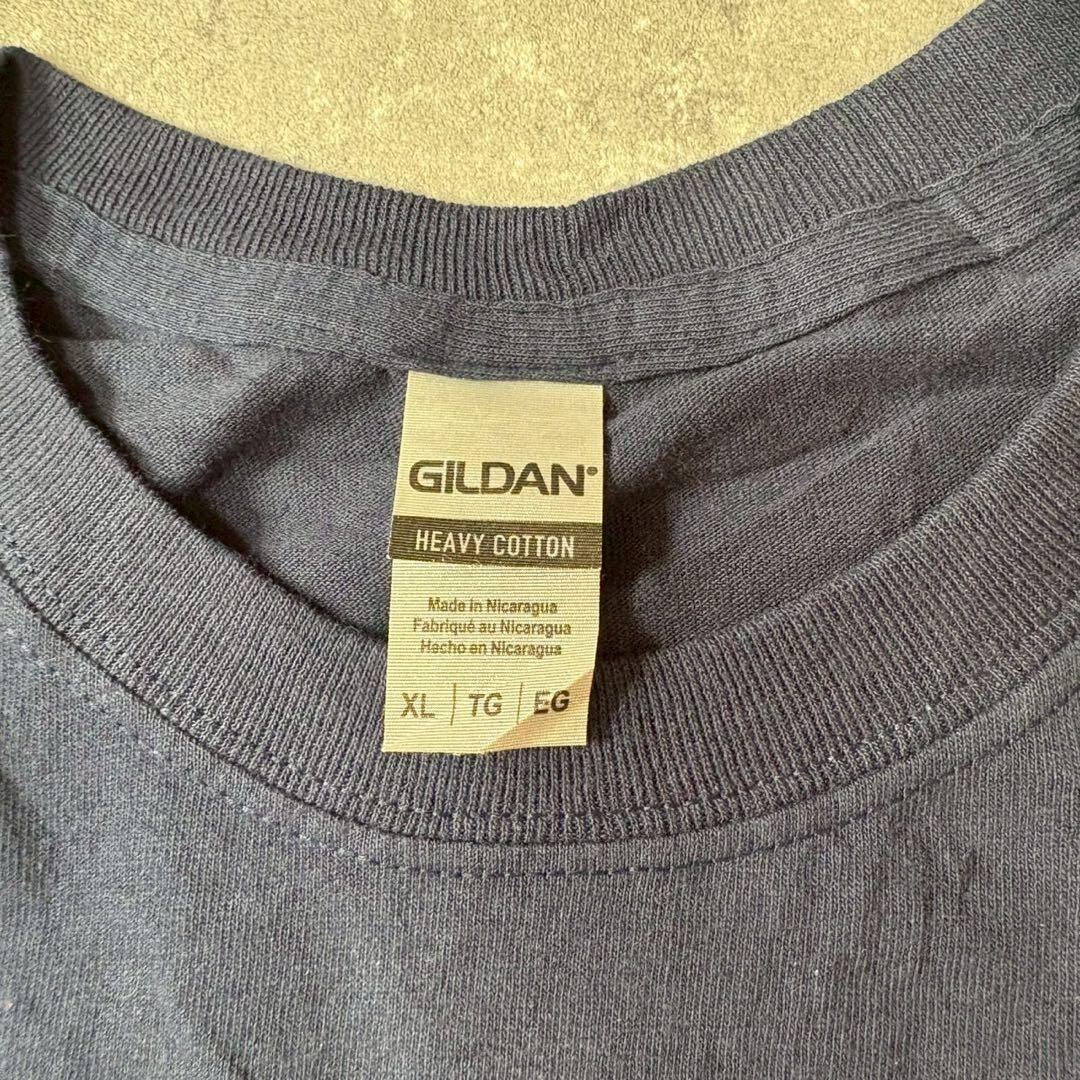 GILDAN®
HEAVY COTTON
Made in Nicaragua
Fabriqué au Nicaragua
Hecho en Nicaragua
XL | TG | EG